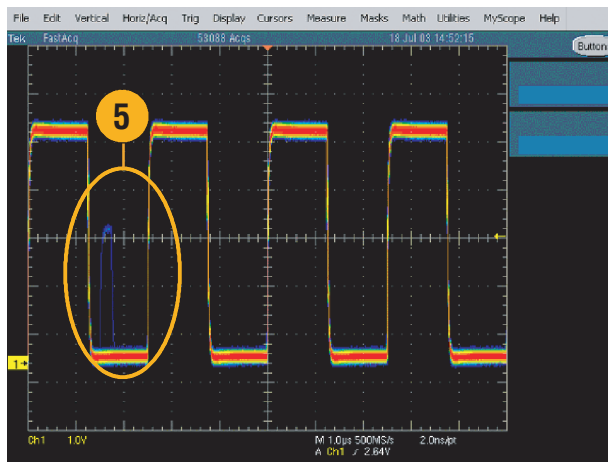 File Edit Vertical Horiz/Acq Trig Display Cursors Measure Masks Math Utilities MyScope Help
Tek FastAcq 53088 Acqs 18 Jul 03 14:52:15
Button
5
1
Ch1 1.0V M 1.0µs 500MS/s 2.0ns/pt
A Ch1 ∕ 2.64V